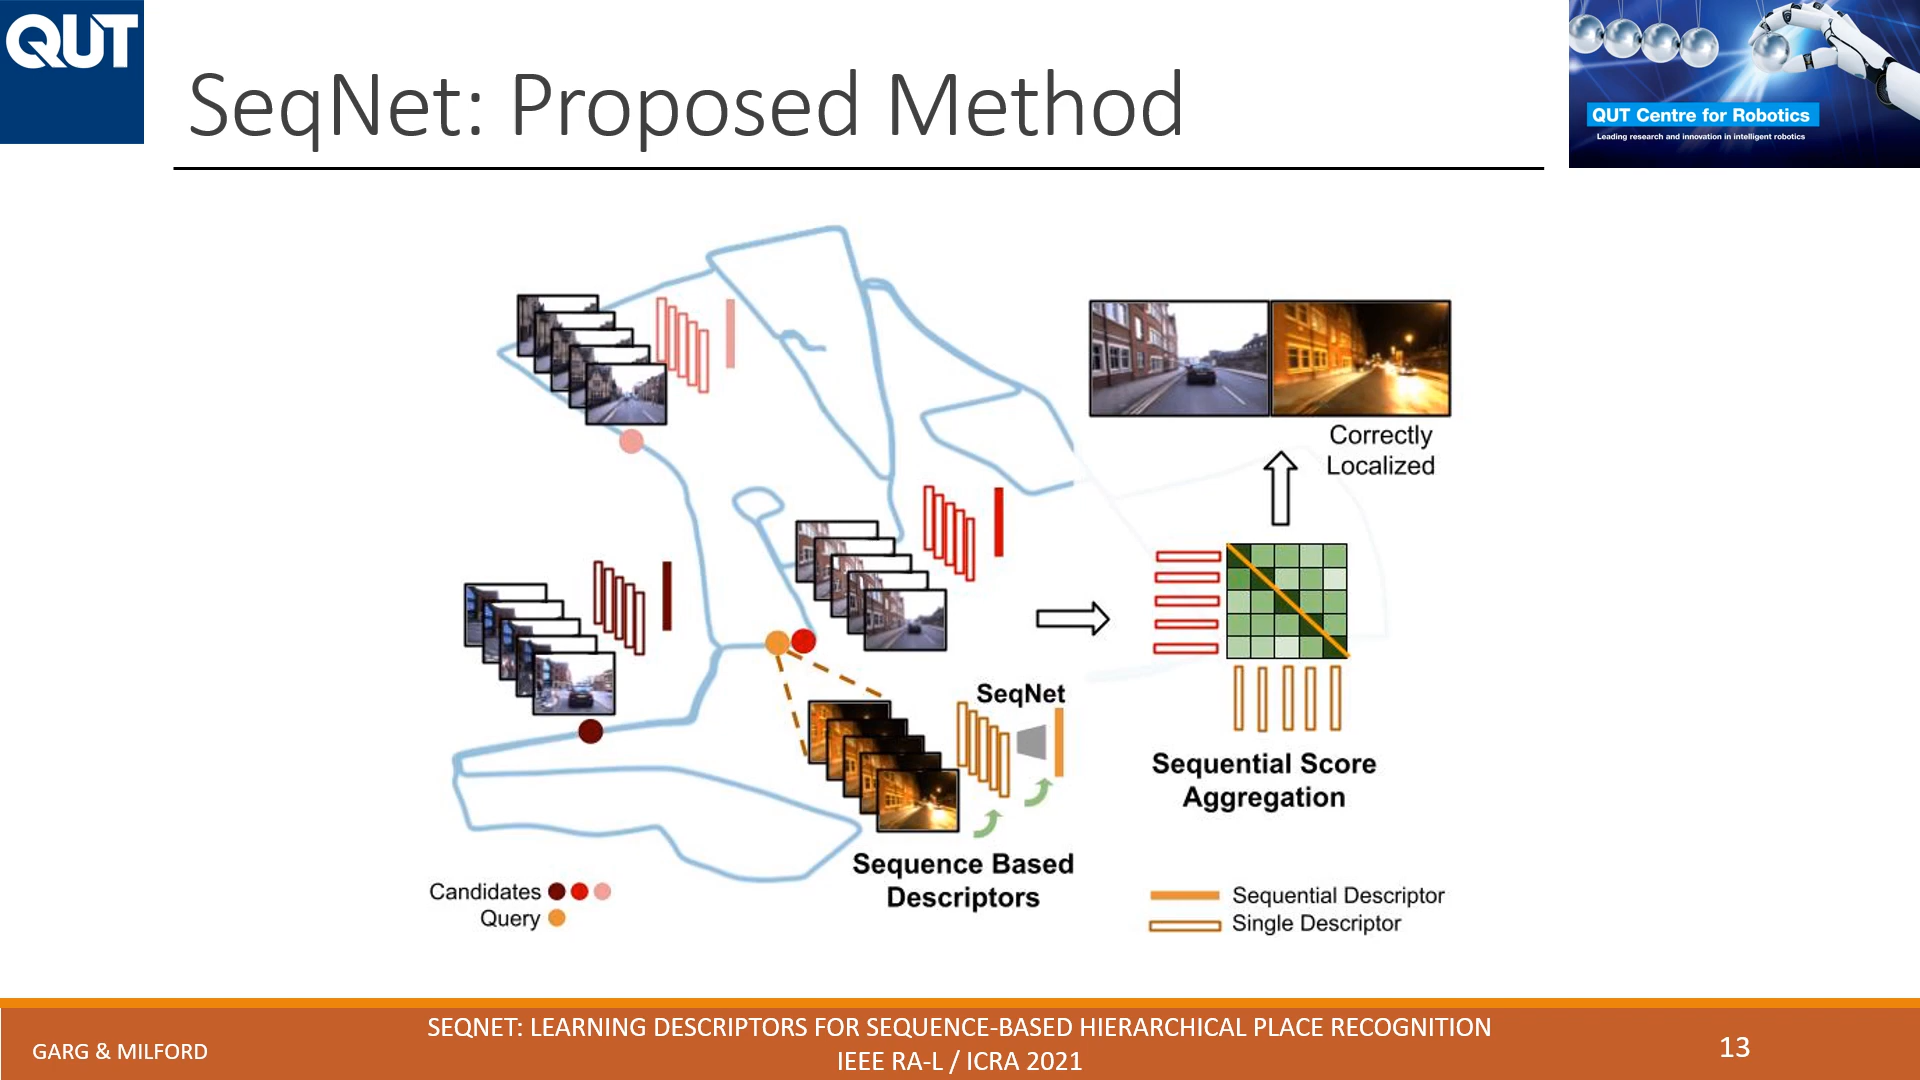 QUT
SeqNet: Proposed Method
QUT Centre for Robotics
Leading research and innovation in intelligent robotics
Correctly
Localized
SeqNet
Sequential Score
Aggregation
Sequence Based
Descriptors
Candidates
Query
Sequential Descriptor
Single Descriptor
GARG & MILFORD
SEQNET: LEARNING DESCRIPTORS FOR SEQUENCE-BASED HIERARCHICAL PLACE RECOGNITION
IEEE RA-L / ICRA 2021
13